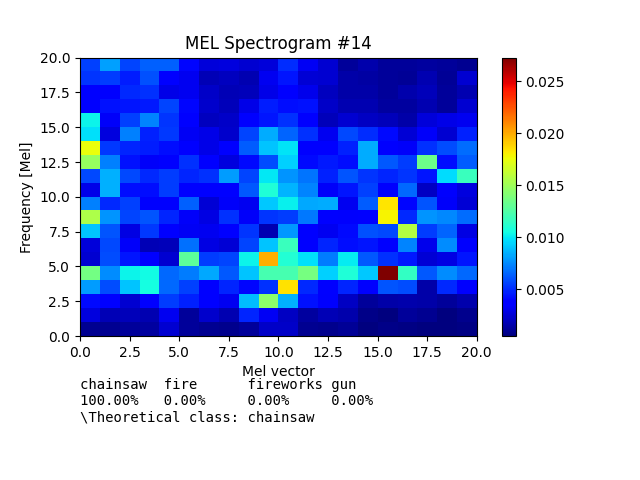 MEL Spectrogram #14
20.0
17.5
15.0
12.5
10.0
7.5
5.0
2.5
0.0
Frequency [Mel]
0.0 2.5 5.0 7.5 10.0 12.5 15.0 17.5 20.0
Mel vector
0.025
0.020
0.015
0.010
0.005
chainsaw fire fireworks gun
100.00% 0.00% 0.00% 0.00%
\Theoretical class: chainsaw